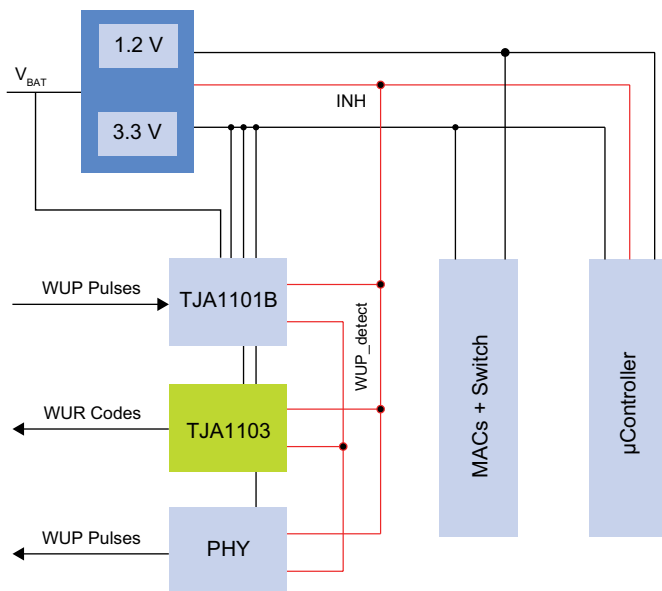 1.2 V
V_BAT
INH
3.3 V
WUP Pulses
TJA1101B
WUP_detect
MACs + Switch
µController
WUR Codes
TJA1103
WUP Pulses
PHY